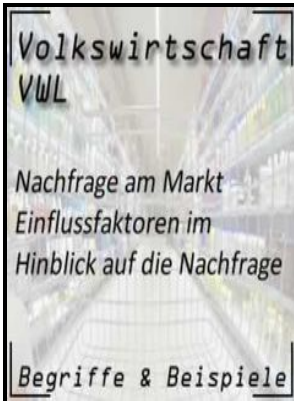 Volkswirtschaft
VWL
Nachfrage am Markt
Einflussfaktoren im
Hinblick auf die Nachfrage
Begriffe & Beispiele